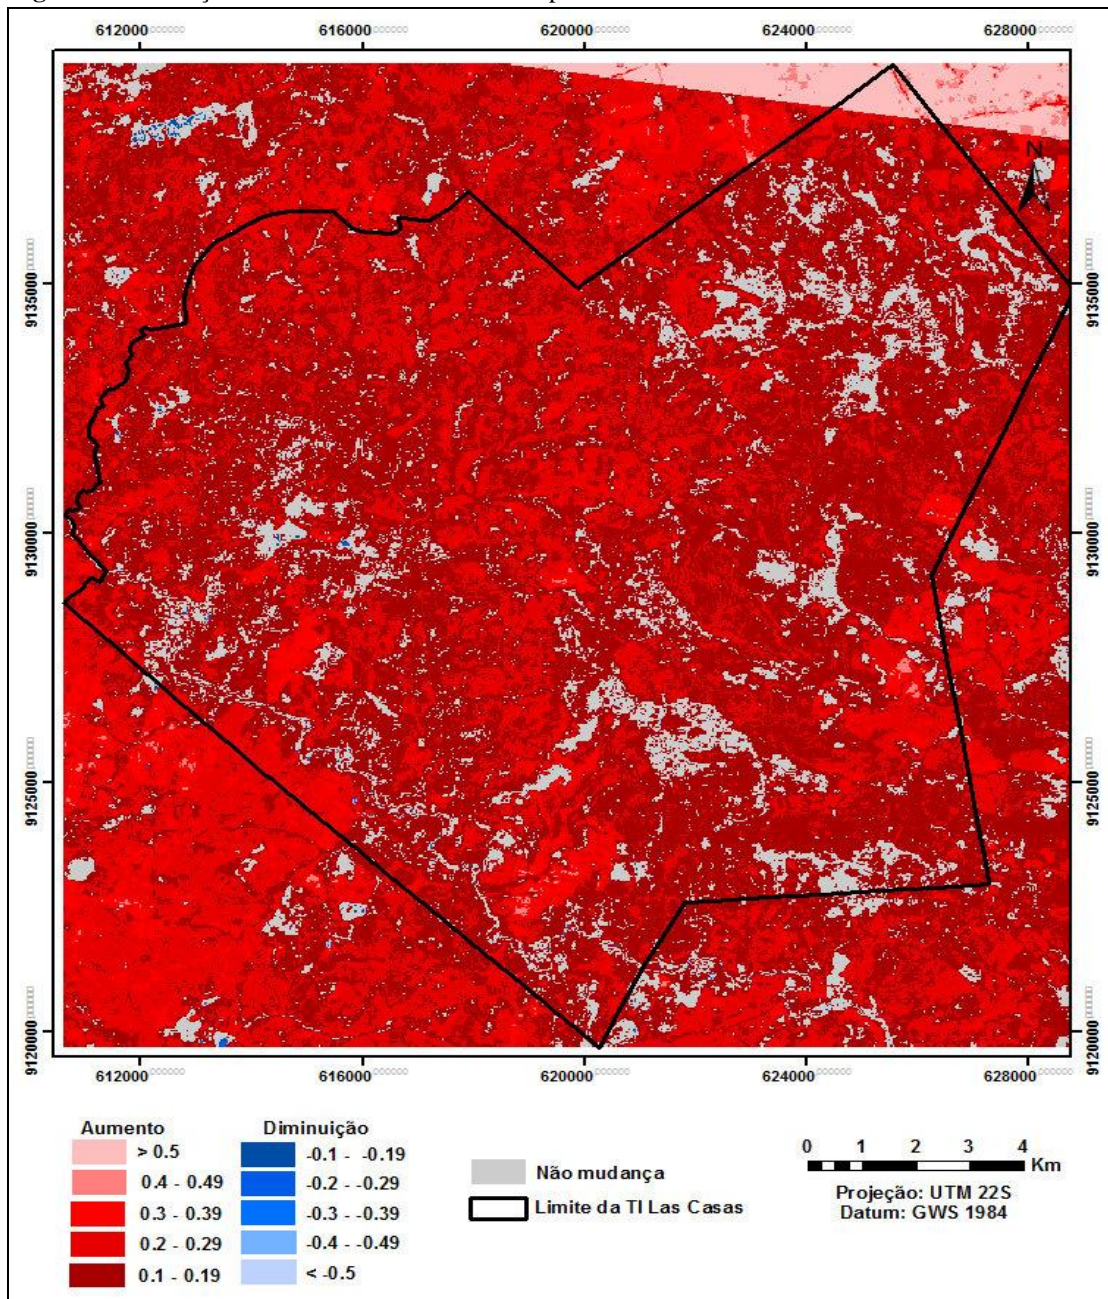 612000 616000 620000 624000 628000
N
9135000 9135000
9130000 9130000
9125000 9125000
9120000 9120000
612000 616000 620000 624000 628000
Aumento
> 0.5
0.4 - 0.49
0.3 - 0.39
0.2 - 0.29
0.1 - 0.19
Diminuição
-0.1 - -0.19
-0.2 - -0.29
-0.3 - -0.39
-0.4 - -0.49
< -0.5
Não mudança
Limite da TI Las Casas
0 1 2 3 4
Km
Projeção: UTM 22S
Datum: GWS 1984